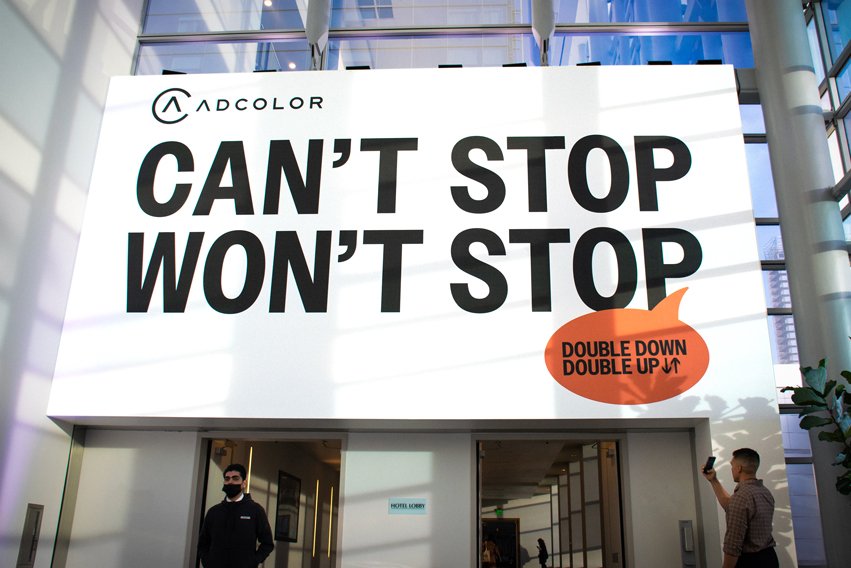 ADCOLOR
CAN'T STOP
WON'T STOP
DOUBLE DOWN
DOUBLE UP↓↑
HOTEL LOBBY